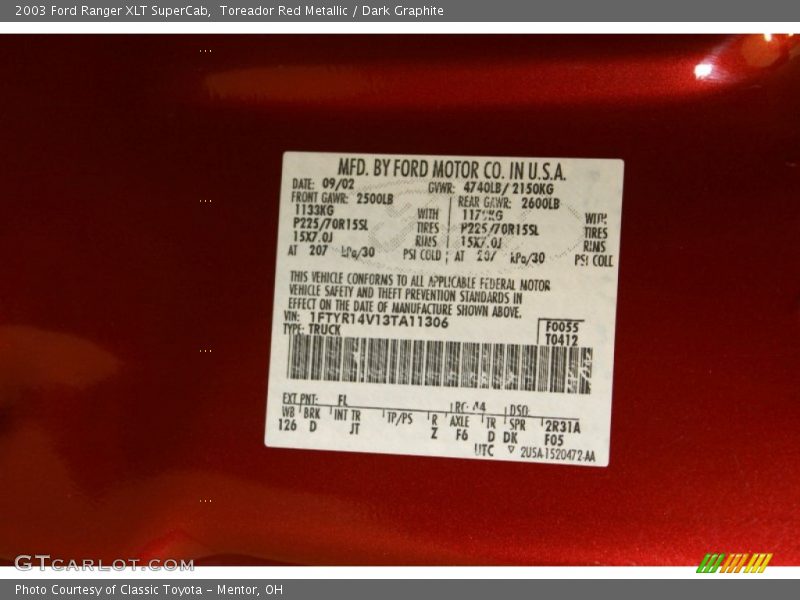 2003 Ford Ranger XLT SuperCab,  Toreador Red Metallic / Dark Graphite
MFD. BY FORD MOTOR CO. IN U.S.A.
DATE: 09/02 GVWR: 4740LB/ 2150KG
FRONT GAWR: 2500LB REAR GAWR: 2600LB
1133KG WITH WITH
P225/70R15SL TIRES P225/70R15SL TIRES
15X7.0J RIMS 15X7.0J RIMS
AT 207 kPa/30 PSI COLD AT kPa/30 PSI COLD
THIS VEHICLE CONFORMS TO ALL APPLICABLE FEDERAL MOTOR
VEHICLE SAFETY AND THEFT PREVENTION STANDARDS IN
EFFECT ON THE DATE OF MANUFACTURE SHOWN ABOVE.
VIN: 1FTYR14V13TA11306 F0055
TYPE: TRUCK T0412
EXT PNT: FL RC: 44 DSO:
WB BRK INT TR TP/PS R AXLE TR SPR 2R31A
126 D JT Z F6 D DK F05
UTC ▽ 2U5A-1520472-AA
GTCARLOT.COM
Photo Courtesy of Classic Toyota - Mentor, OH